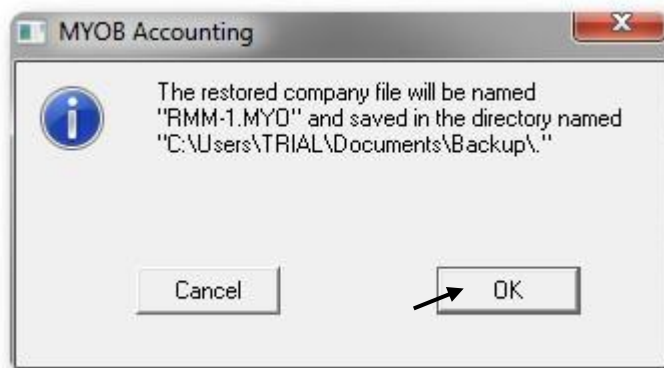 MYOB Accounting
The restored company file will be named
"RMM-1.MYO" and saved in the directory named
"C:\Users\TRIAL\Documents\Backup\."
Cancel
OK